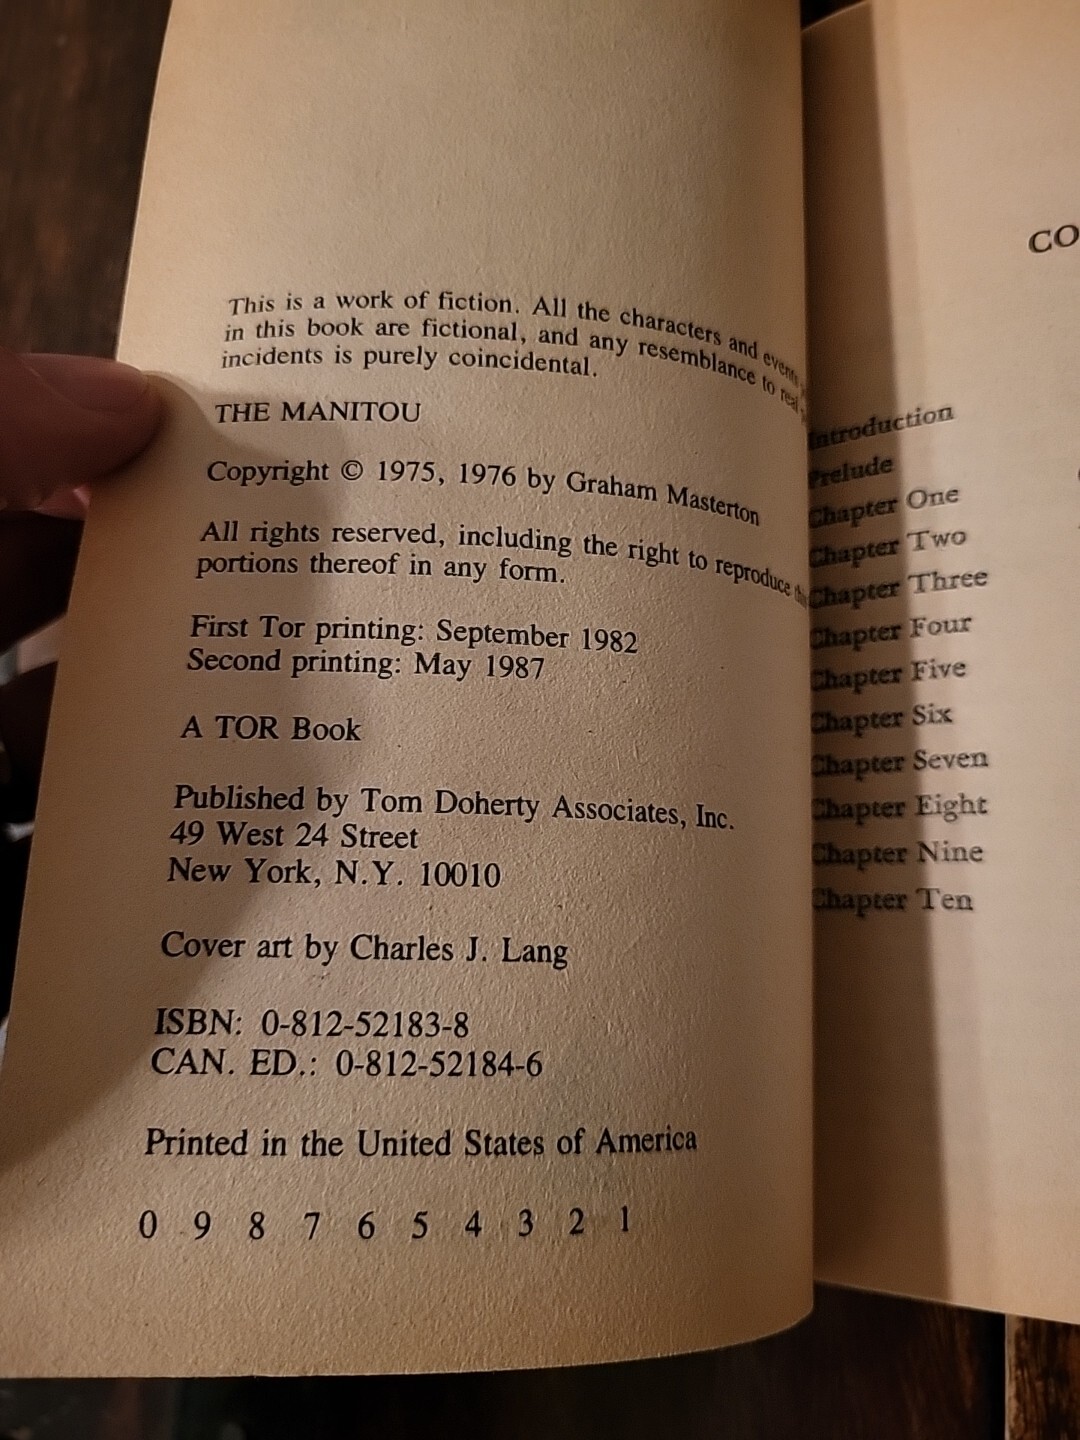 This is a work of fiction. All the characters and events
in this book are fictional, and any resemblance to real
incidents is purely coincidental.
THE MANITOU
Copyright © 1975, 1976 by Graham Masterton
All rights reserved, including the right to reproduce
portions thereof in any form.
First Tor printing: September 1982
Second printing: May 1987
A TOR Book
Published by Tom Doherty Associates, Inc.
49 West 24 Street
New York, N.Y. 10010
Cover art by Charles J. Lang
ISBN: 0-812-52183-8
CAN. ED.: 0-812-52184-6
Printed in the United States of America
0 9 8 7 6 5 4 3 2 1
CO
Introduction
Prelude
Chapter One
Chapter Two
Chapter Three
Chapter Four
Chapter Five
Chapter Six
Chapter Seven
Chapter Eight
Chapter Nine
Chapter Ten